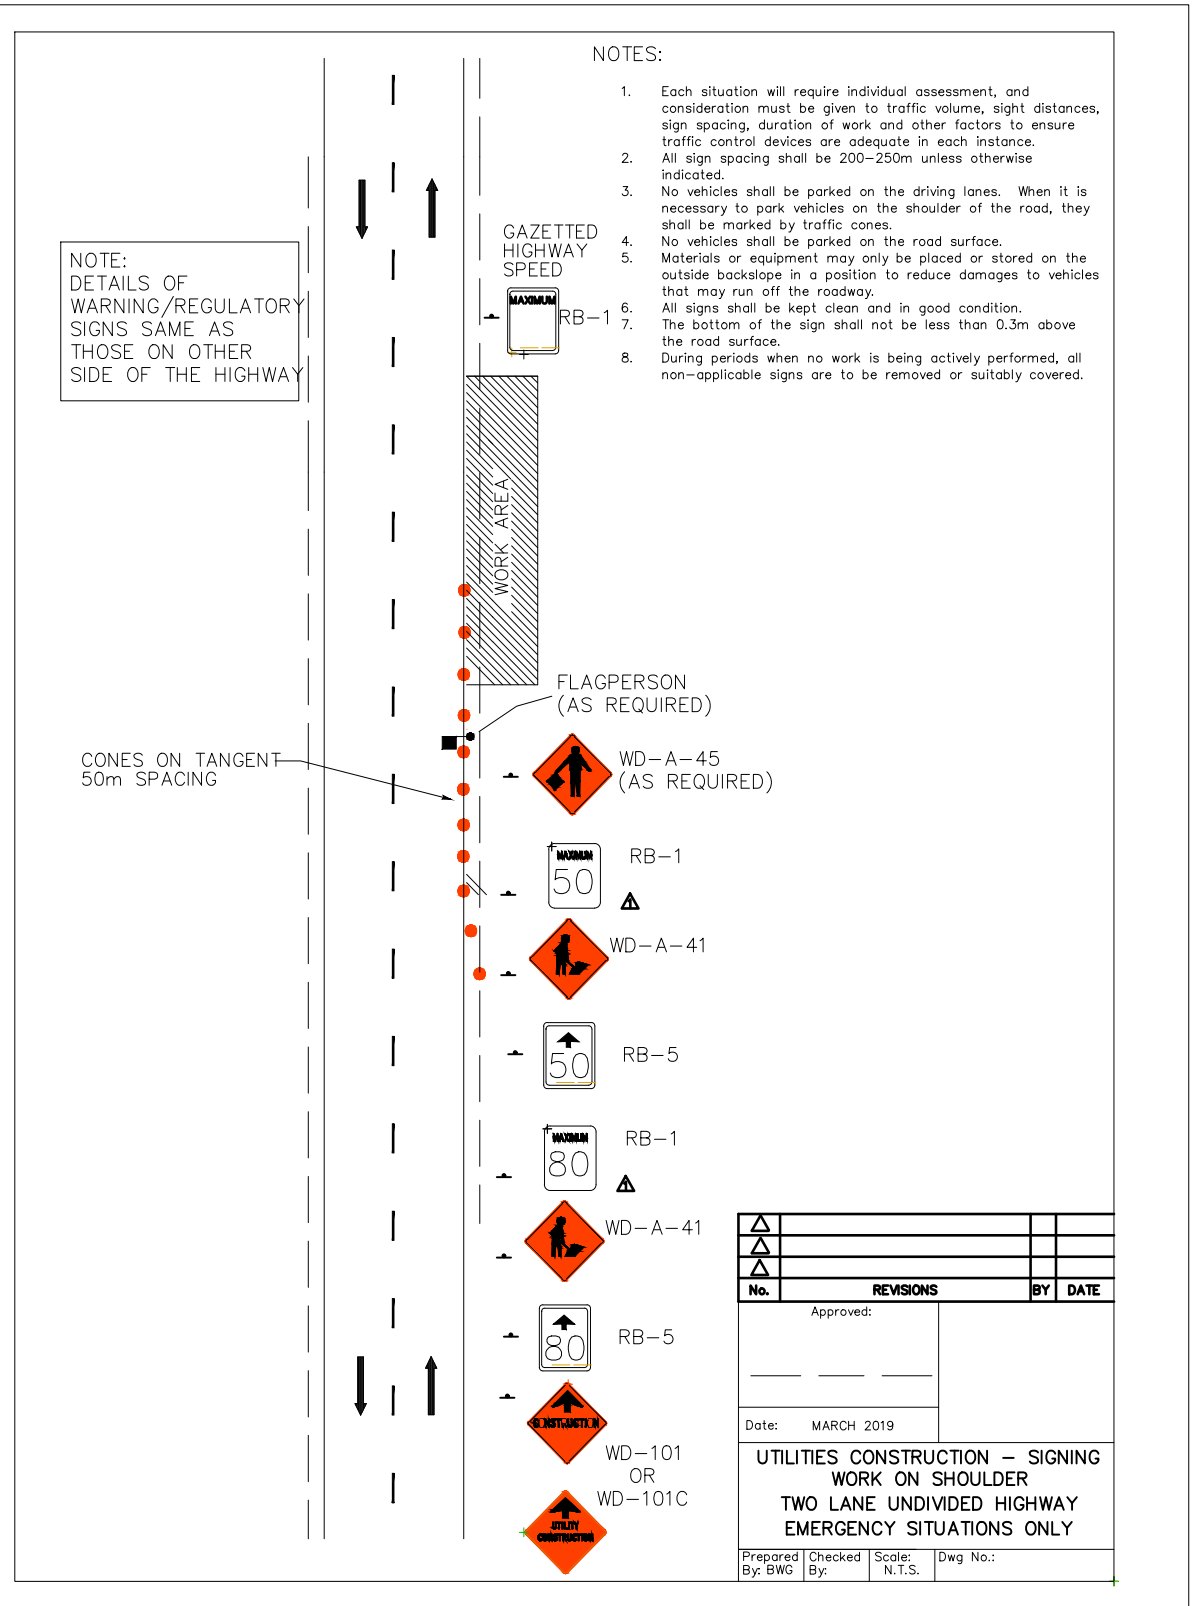 NOTES:
1. Each situation will require individual assessment, and
consideration must be given to traffic volume, sight distances,
sign spacing, duration of work and other factors to ensure
traffic control devices are adequate in each instance.
2. All sign spacing shall be 200-250m unless otherwise
indicated.
3. No vehicles shall be parked on the driving lanes. When it is
necessary to park vehicles on the shoulder of the road, they
shall be marked by traffic cones.
4. No vehicles shall be parked on the road surface.
5. Materials or equipment may only be placed or stored on the
outside backslope in a position to reduce damages to vehicles
that may run off the roadway.
6. All signs shall be kept clean and in good condition.
7. The bottom of the sign shall not be less than 0.3m above
the road surface.
8. During periods when no work is being actively performed, all
non-applicable signs are to be removed or suitably covered.
NOTE:
DETAILS OF
WARNING/REGULATORY
SIGNS SAME AS
THOSE ON OTHER
SIDE OF THE HIGHWAY
GAZETTED
HIGHWAY
SPEED
MAXIMUM
RB-1
WORK AREA
FLAGPERSON
(AS REQUIRED)
CONES ON TANGENT
50m SPACING
WD-A-45
(AS REQUIRED)
MAXIMUM
50
RB-1
1
WD-A-41
50
RB-5
MAXIMUM
80
RB-1
1
WD-A-41
80
RB-5
CONSTRUCTION
WD-101
OR
WD-101C
UTILITY
CONSTRUCTION
No. REVISIONS BY DATE
Approved:
Date: MARCH 2019
UTILITIES CONSTRUCTION - SIGNING
WORK ON SHOULDER
TWO LANE UNDIVIDED HIGHWAY
EMERGENCY SITUATIONS ONLY
Prepared
By: BWG
Checked
By:
Scale:
N.T.S.
Dwg No.: